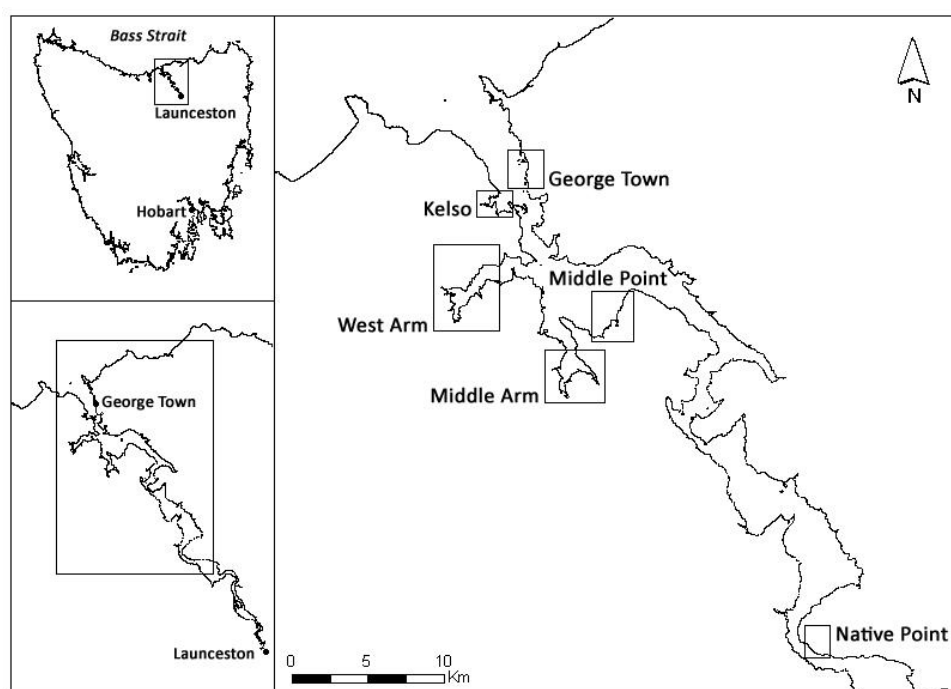 Bass Strait
Launceston
Hobart
George Town
Launceston
N
George Town
Kelso
Middle Point
West Arm
Middle Arm
Native Point
0 5 10
Km